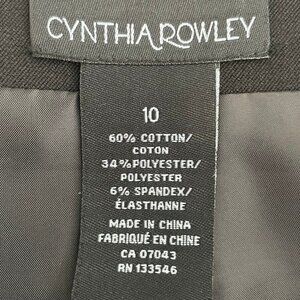 CYNTHIA ROWLEY
10
60% COTTON/
COTON
34% POLYESTER/
POLYESTER
6% SPANDEX/
ÉLASTHANNE
MADE IN CHINA
FABRIQUÉ EN CHINE
CA 07043
RN 133546